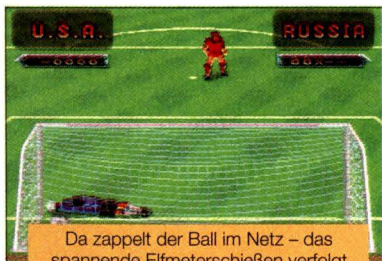 U.S.A. RUSSIA
Da zappelt der Ball im Netz – das
spannende Elfmeterschießen verfolgt